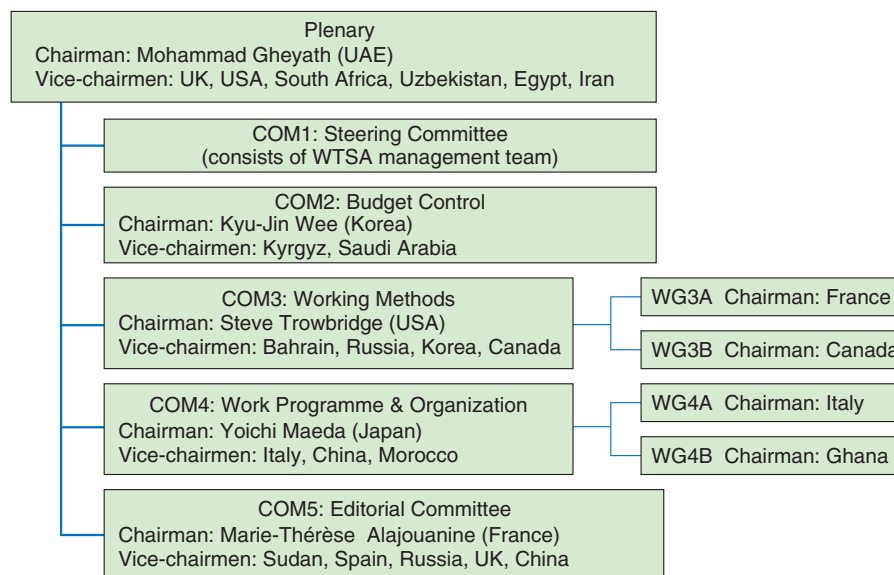 Plenary
Chairman: Mohammad Gheyath (UAE)
Vice-chairmen: UK, USA, South Africa, Uzbekistan, Egypt, Iran
COM1: Steering Committee
(consists of WTSA management team)
COM2: Budget Control
Chairman: Kyu-Jin Wee (Korea)
Vice-chairmen: Kyrgyz, Saudi Arabia
COM3: Working Methods
Chairman: Steve Trowbridge (USA)
Vice-chairmen: Bahrain, Russia, Korea, Canada
WG3A Chairman: France
WG3B Chairman: Canada
COM4: Work Programme & Organization
Chairman: Yoichi Maeda (Japan)
Vice-chairmen: Italy, China, Morocco
WG4A Chairman: Italy
WG4B Chairman: Ghana
COM5: Editorial Committee
Chairman: Marie-Thérèse Alajouanine (France)
Vice-chairmen: Sudan, Spain, Russia, UK, China